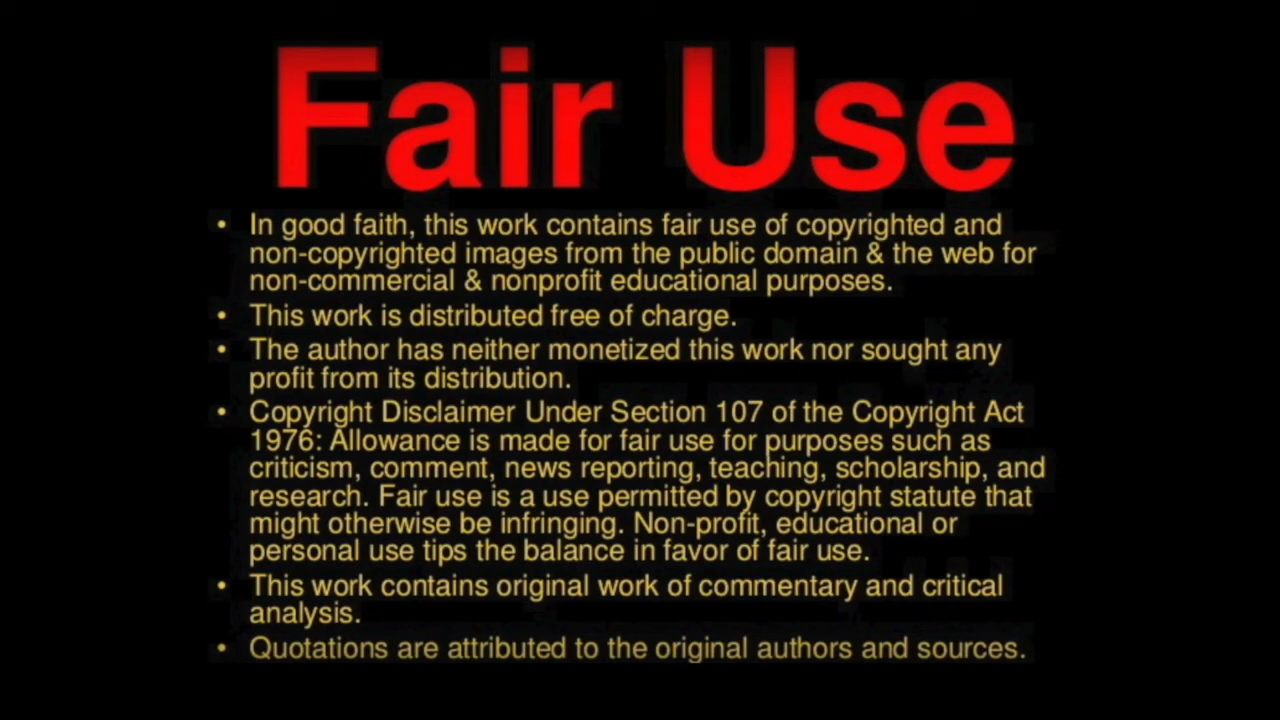 Fair Use
• In good faith, this work contains fair use of copyrighted and
non-copyrighted images from the public domain & the web for
non-commercial & nonprofit educational purposes.
• This work is distributed free of charge.
• The author has neither monetized this work nor sought any
profit from its distribution.
• Copyright Disclaimer Under Section 107 of the Copyright Act
1976: Allowance is made for fair use for purposes such as
criticism, comment, news reporting, teaching, scholarship, and
research. Fair use is a use permitted by copyright statute that
might otherwise be infringing. Non-profit, educational or
personal use tips the balance in favor of fair use.
• This work contains original work of commentary and critical
analysis.
• Quotations are attributed to the original authors and sources.